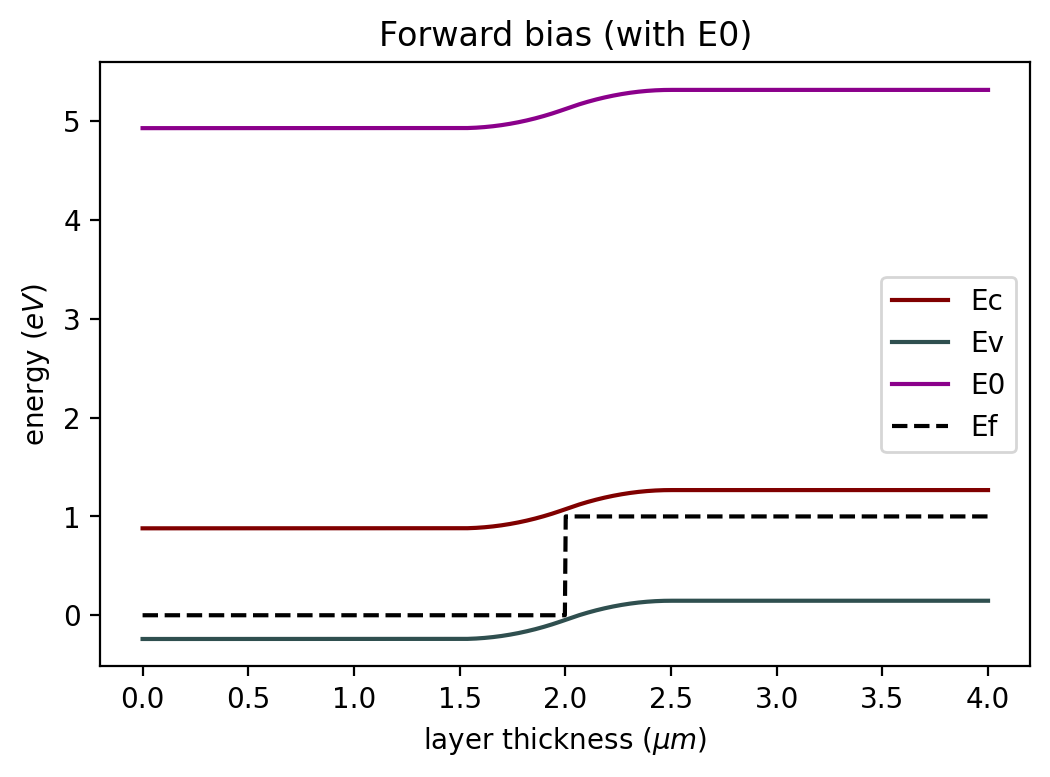 Forward bias (with E0)
energy (eV)
5
4
3
2
1
0
Ec
Ev
E0
Ef
0.0 0.5 1.0 1.5 2.0 2.5 3.0 3.5 4.0
layer thickness (μm)